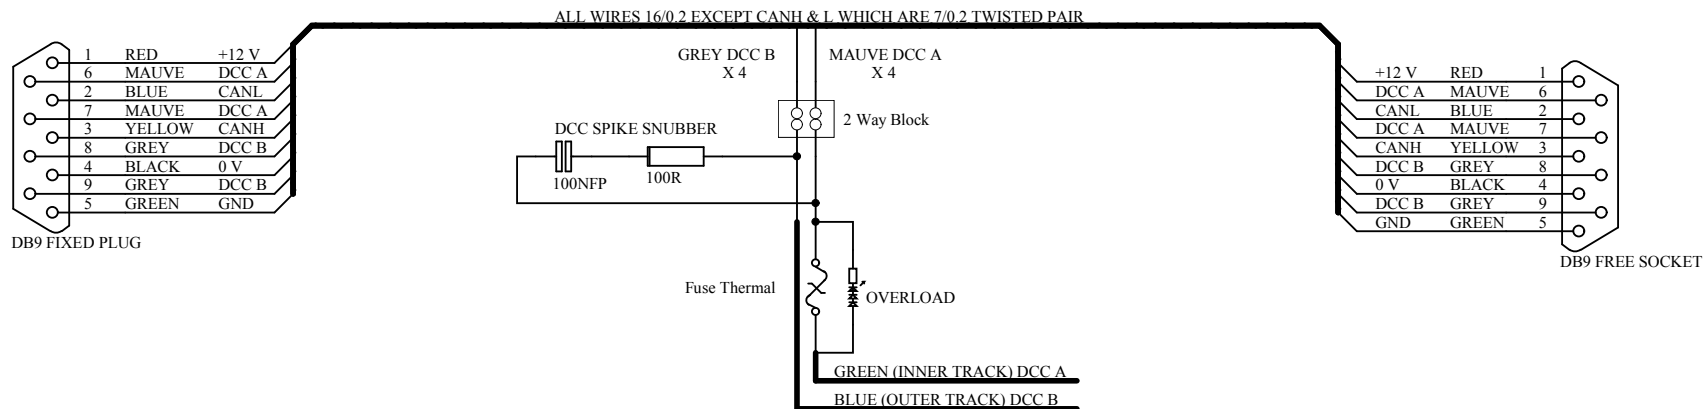 ALL WIRES 16/0.2 EXCEPT CANH & L WHICH ARE 7/0.2 TWISTED PAIR
1 RED +12 V
6 MAUVE DCC A
2 BLUE CANL
7 MAUVE DCC A
3 YELLOW CANH
8 GREY DCC B
4 BLACK 0 V
9 GREY DCC B
5 GREEN GND
DB9 FIXED PLUG
GREY DCC B
X 4
MAUVE DCC A
X 4
2 Way Block
DCC SPIKE SNUBBER
100NFP
100R
Fuse Thermal
OVERLOAD
GREEN (INNER TRACK) DCC A
BLUE (OUTER TRACK) DCC B
+12 V RED 1
DCC A MAUVE 6
CANL BLUE 2
DCC A MAUVE 7
CANH YELLOW 3
DCC B GREY 8
0 V BLACK 4
DCC B GREY 9
GND GREEN 5
DB9 FREE SOCKET